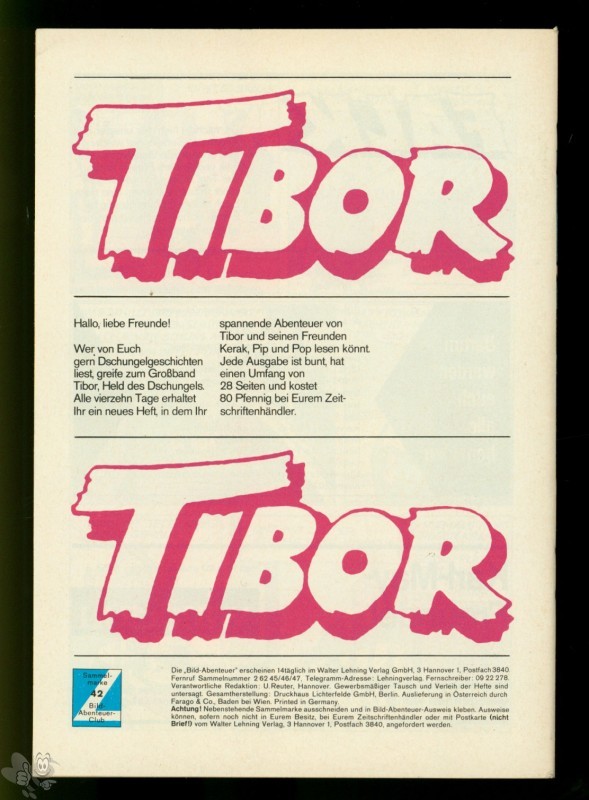 TIBOR
Hallo, liebe Freunde!
Wer von Euch
gern Dschungelgeschichten
liest, greife zum Großband
Tibor, Held des Dschungels.
Alle vierzehn Tage erhaltet
Ihr ein neues Heft, in dem Ihr
spannende Abenteuer von
Tibor und seinen Freunden
Kerak, Pip und Pop lesen könnt.
Jede Ausgabe ist bunt, hat
einen Umfang von
28 Seiten und kostet
80 Pfennig bei Eurem Zeit-
schriftenhändler.
TIBOR
Sammel-
marke
42
Bild-
Abenteuer-
Club
Die „Bild-Abenteuer" erscheinen 14täglich im Walter Lehning Verlag GmbH, 3 Hannover 1, Postfach 3840.
Fernruf Sammelnummer 2 62 45/46/47. Telegramm-Adresse: Lehningverlag. Fernschreiber: 09 22 278.
Verantwortliche Redaktion: U. Reuter, Hannover. Gewerbsmäßiger Tausch und Verleih der Hefte sind
untersagt. Gesamtherstellung: Druckhaus Lichterfelde GmbH, Berlin. Auslieferung in Österreich durch
Farago & Co., Baden bei Wien. Printed in Germany.
Achtung! Nebenstehende Sammelmarke ausschneiden und in Bild-Abenteuer-Ausweis kleben. Ausweise
können, sofern noch nicht in Eurem Besitz, bei Eurem Zeitschriftenhändler oder mit Postkarte (nicht
Brief!) vom Walter Lehning Verlag, 3 Hannover 1, Postfach 3840, angefordert werden.